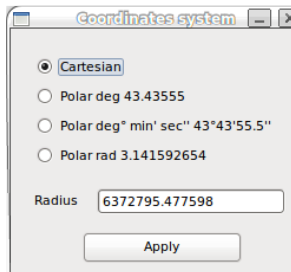 Coordinates system
Cartesian
Polar deg 43.43555
Polar deg° min' sec'' 43°43'55.5''
Polar rad 3.141592654
Radius 6372795.477598
Apply